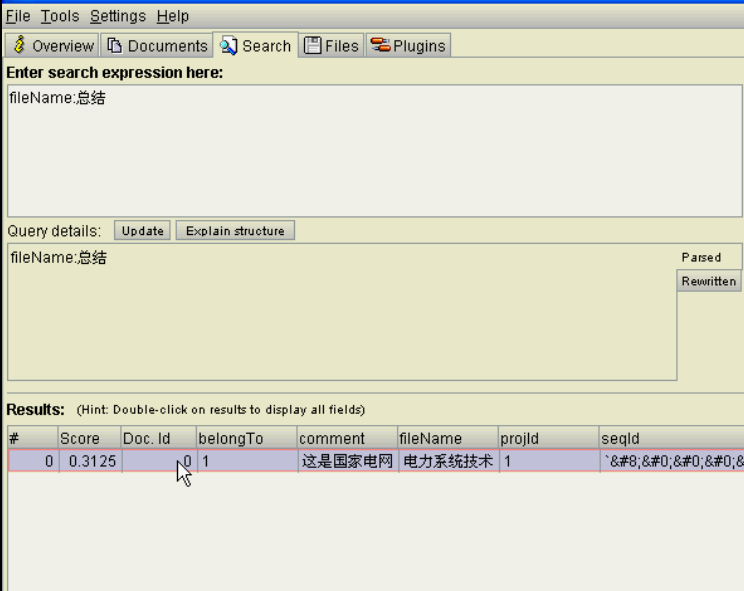 File Tools Settings Help
Overview Documents Search Files Plugins
Enter search expression here:
fileName:总结
Query details: Update Explain structure
fileName:总结
Parsed
Rewritten
Results: (Hint: Double-click on results to display all fields)
# Score Doc. Id belongTo comment fileName projId seqId
0 0.3125 0 1 这是国家电网 电力系统技术 1 `&#8;&#0;&#0;&#0;&